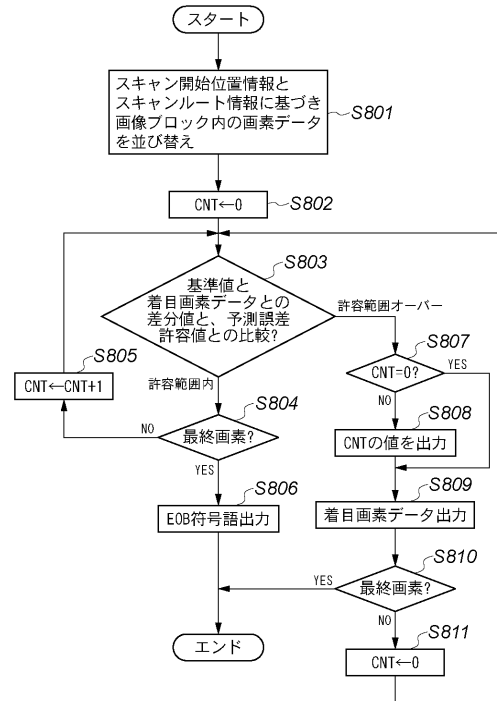 スタート
スキャン開始位置情報と
スキャンルート情報に基づき
画像ブロック内の画素データ
を並び替え
S801
CNT←0
S802
S803
基準値と
着目画素データとの
差分値と、予測誤差
許容値との比較?
許容範囲オーバー
S807
CNT=0?
YES
NO
S805
CNT←CNT+1
許容範囲内
S804
最終画素?
NO
YES
S808
CNTの値を出力
S806
EOB符号語出力
S809
着目画素データ出力
S810
最終画素?
YES
NO
エンド
S811
CNT←0